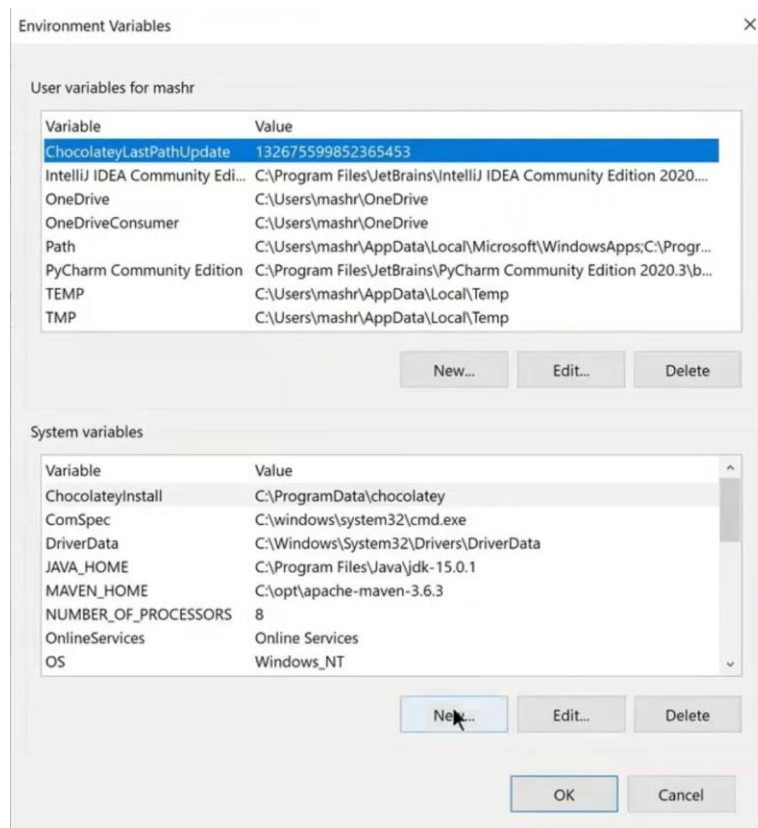 Environment Variables
User variables for mashr
Variable Value
ChocolateyLastPathUpdate 132675599852365453
IntelliJ IDEA Community Edi... C:\Program Files\JetBrains\IntelliJ IDEA Community Edition 2020....
OneDrive C:\Users\mashr\OneDrive
OneDriveConsumer C:\Users\mashr\OneDrive
Path C:\Users\mashr\AppData\Local\Microsoft\WindowsApps;C:\Progr...
PyCharm Community Edition C:\Program Files\JetBrains\PyCharm Community Edition 2020.3\b...
TEMP C:\Users\mashr\AppData\Local\Temp
TMP C:\Users\mashr\AppData\Local\Temp
New... Edit... Delete
System variables
Variable Value
ChocolateyInstall C:\ProgramData\chocolatey
ComSpec C:\windows\system32\cmd.exe
DriverData C:\Windows\System32\Drivers\DriverData
JAVA_HOME C:\Program Files\Java\jdk-15.0.1
MAVEN_HOME C:\opt\apache-maven-3.6.3
NUMBER_OF_PROCESSORS 8
OnlineServices Online Services
OS Windows_NT
New... Edit... Delete
OK Cancel